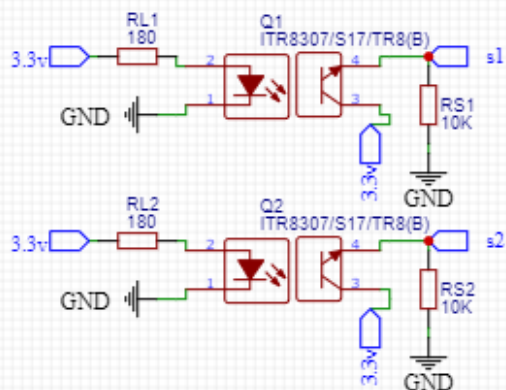 RL1
180
Q1
ITR8307/S17/TR8(B)
3.3v
2
4
s1
1
3
GND
RS1
10K
3.3v
GND
RL2
180
Q2
ITR8307/S17/TR8(B)
3.3v
2
4
s2
1
3
GND
RS2
10K
3.3v
GND